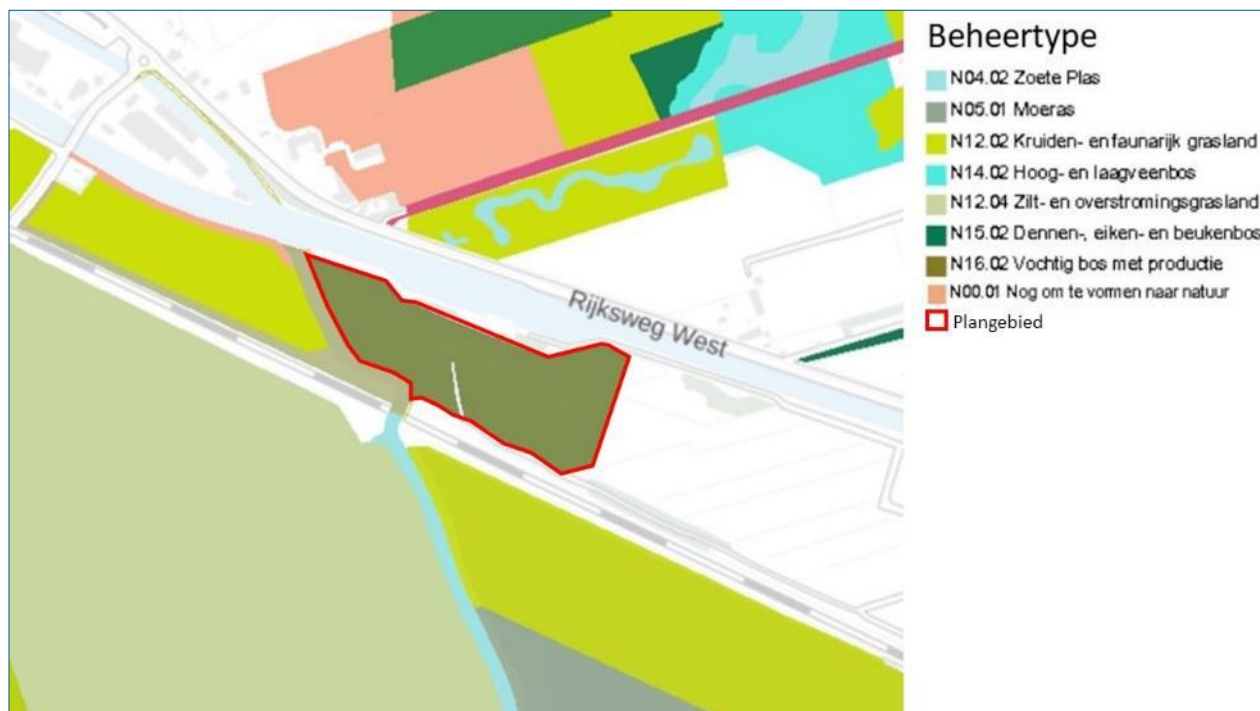 Beheertype
N04.02 Zoete Plas
N05.01 Moeras
N12.02 Kruiden- en faunarijk grasland
N14.02 Hoog- en laagveenbos
N12.04 Zilt- en overstromingsgrasland
N15.02 Dennen-, eiken- en beukenbos
N16.02 Vochtig bos met productie
N00.01 Nog om te vormen naar natuur
Plangebied
Rijksweg West